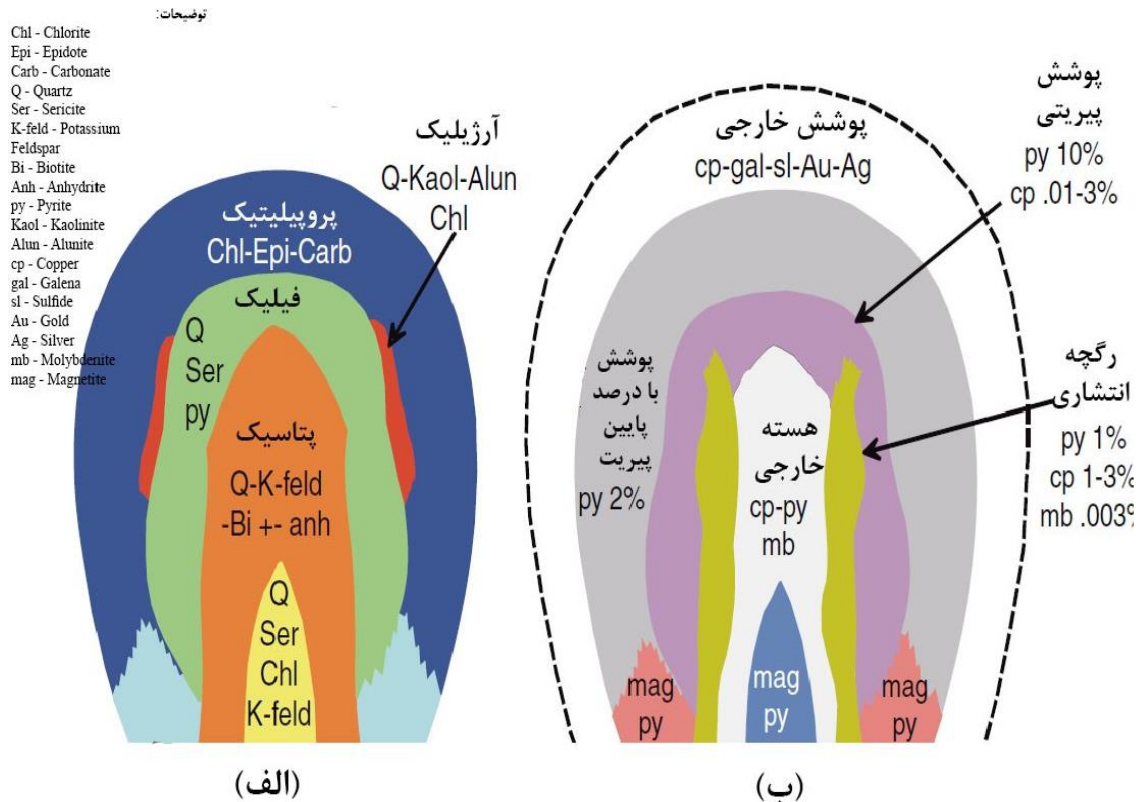 توضیحات:
Chl - Chlorite
Epi - Epidote
Carb - Carbonate
Q - Quartz
Ser - Sericite
K-feld - Potassium
Feldspar
Bi - Biotite
Anh - Anhydrite
py - Pyrite
Kaol - Kaolinite
Alun - Alunite
cp - Copper
gal - Galena
sl - Sulfide
Au - Gold
Ag - Silver
mb - Molybdenite
mag - Magnetite
آرژیلیک
Q-Kaol-Alun
Chl
پروپیلیتیک
Chl-Epi-Carb
فیلیک
Q
Ser
py
پتاسیک
Q-K-feld
-Bi +- anh
Q
Ser
Chl
K-feld
(الف)
پوشش خارجی
cp-gal-sl-Au-Ag
پوشش
پیریتی
py 10%
cp .01-3%
پوشش
با درصد
پایین
پیریت
py 2%
هسته
خارجی
cp-py
mb
رگچه
انتشاری
py 1%
cp 1-3%
mb .003%
mag
py
mag
py
mag
py
(ب)